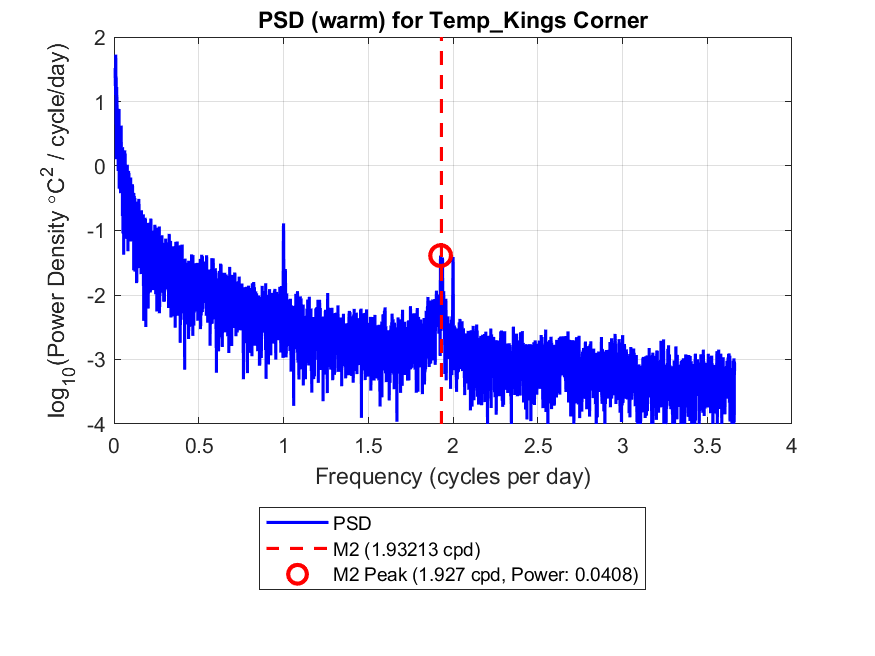 PSD (warm) for Temp_Kings Corner
log10(Power Density °C2 / cycle/day)
2
1
0
-1
-2
-3
-4
0
0.5
1
1.5
2
2.5
3
3.5
4
Frequency (cycles per day)
PSD
M2 (1.93213 cpd)
M2 Peak (1.927 cpd, Power: 0.0408)